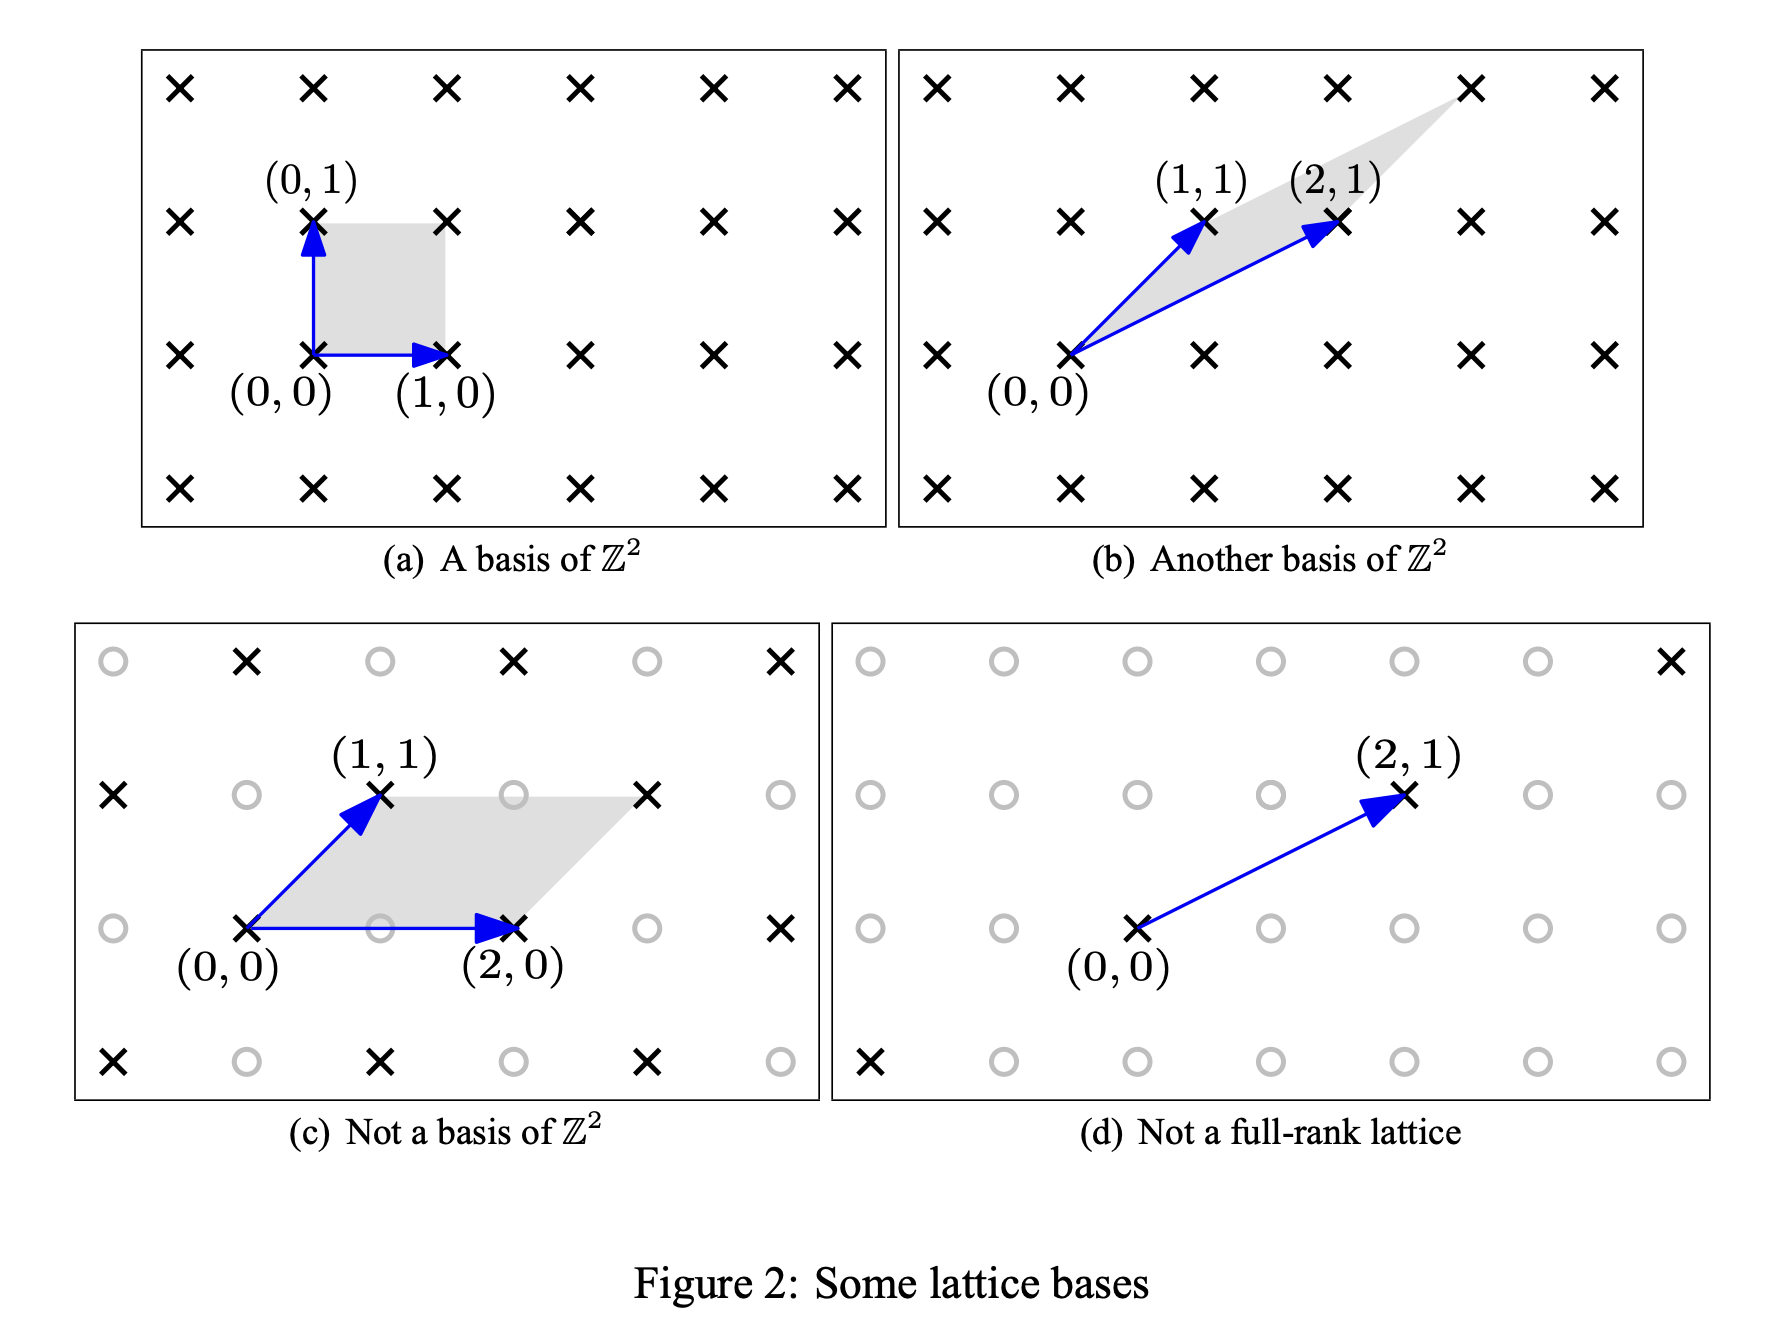 (0, 1)
(0, 0)
(1, 0)
(1, 1)
(2, 1)
(0, 0)
(a) A basis of ℤ²
(b) Another basis of ℤ²
(1, 1)
(0, 0)
(2, 0)
(2, 1)
(0, 0)
(c) Not a basis of ℤ²
(d) Not a full-rank lattice
Figure 2: Some lattice bases